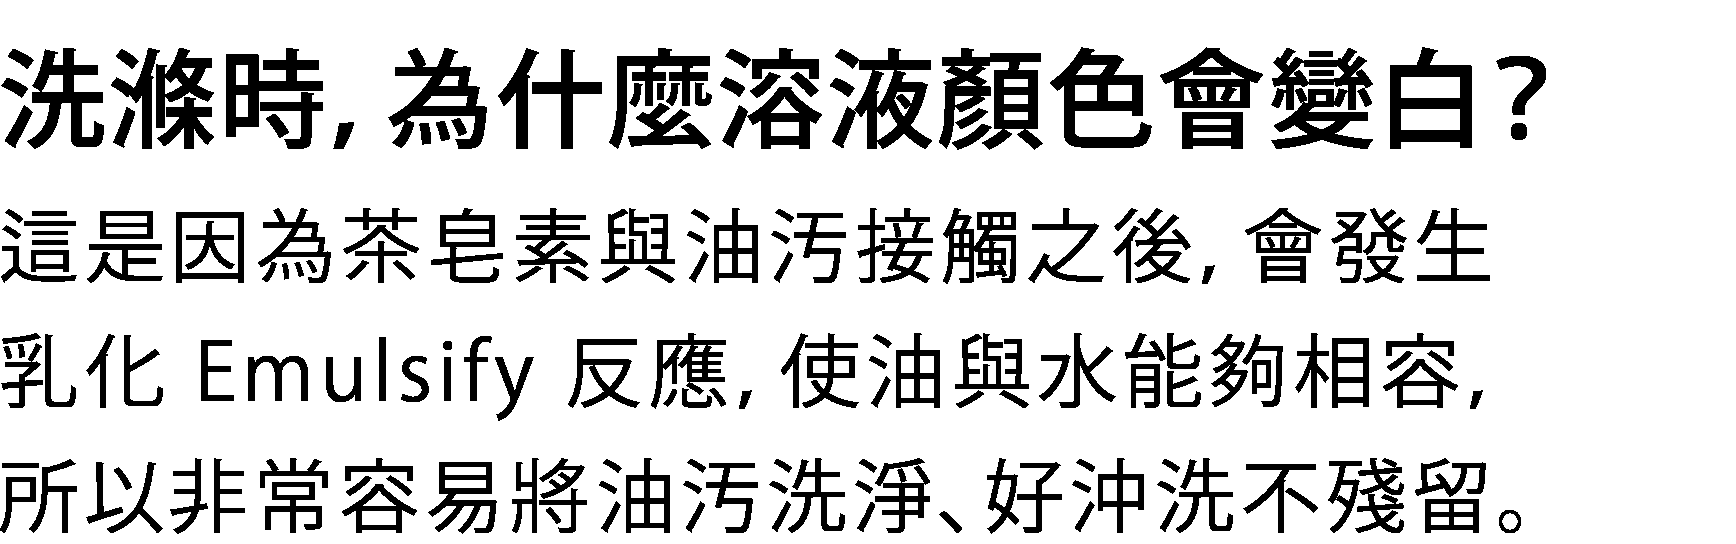 洗滌時, 為什麼溶液顏色會變白?
這是因為茶皂素與油汚接觸之後, 會發生
乳化 Emulsify 反應, 使油與水能夠相容,
所以非常容易將油汚洗淨、好沖洗不殘留。